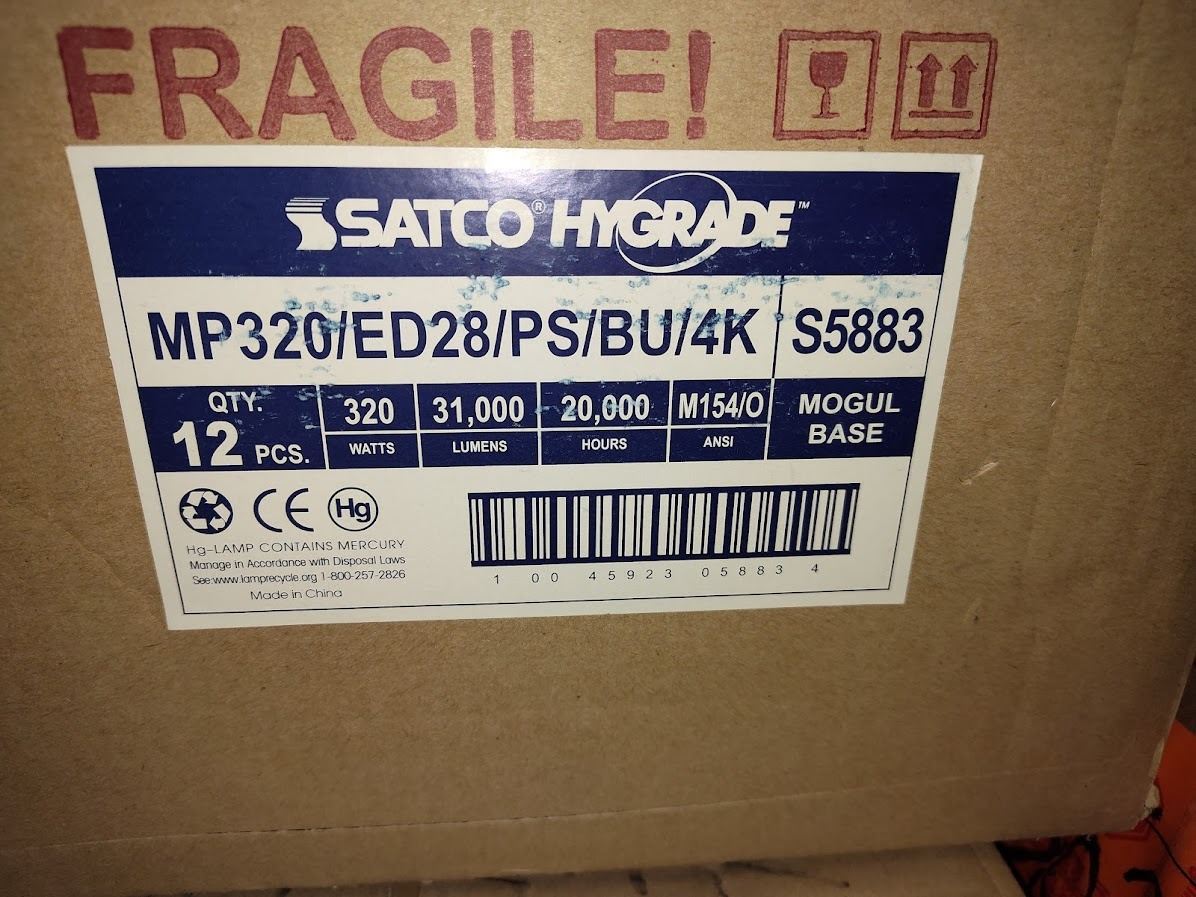 FRAGILE!
SATCO® HYGRADE™
MP320/ED28/PS/BU/4K S5883
QTY. 12 PCS.
320 WATTS
31,000 LUMENS
20,000 HOURS
M154/O ANSI
MOGUL BASE
CE Hg
Hg-LAMP CONTAINS MERCURY
Manage in Accordance with Disposal Laws
See:www.lamprecycle.org 1-800-257-2826
Made in China
1 00 45923 05883 4